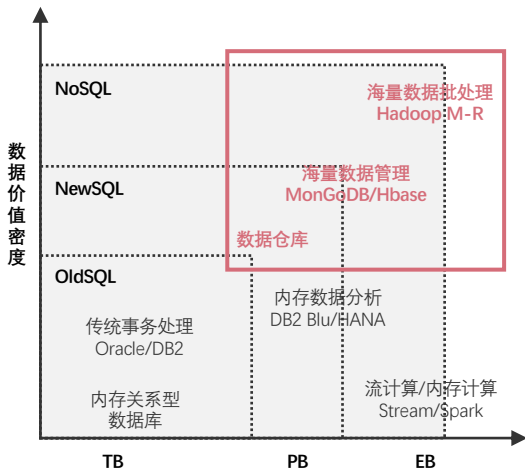 数据价值密度
NoSQL
海量数据批处理
Hadoop M-R
海量数据管理
MonGoDB/Hbase
NewSQL
数据仓库
OldSQL
内存数据分析
DB2 Blu/HANA
传统事务处理
Oracle/DB2
内存关系型
数据库
流计算/内存计算
Stream/Spark
TB
PB
EB